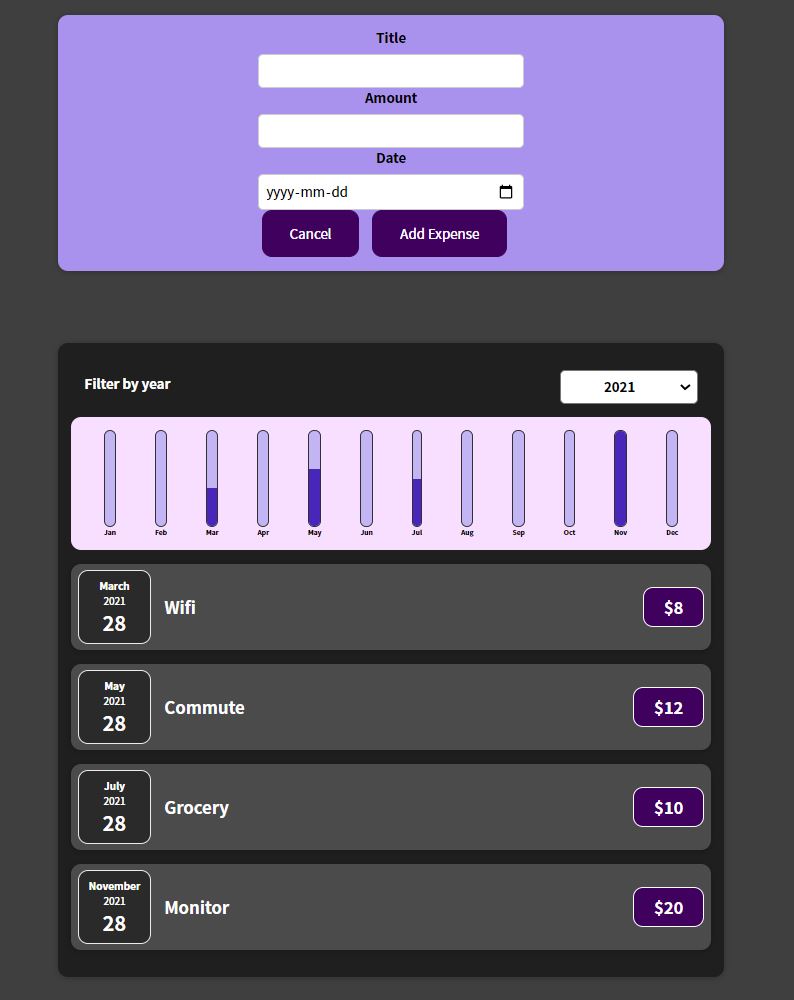 Title
Amount
Date
yyyy-mm-dd
Cancel Add Expense
Filter by year 2021
Jan Feb Mar Apr May Jun Jul Aug Sep Oct Nov Dec
March
2021
28
Wifi
$8
May
2021
28
Commute
$12
July
2021
28
Grocery
$10
November
2021
28
Monitor
$20